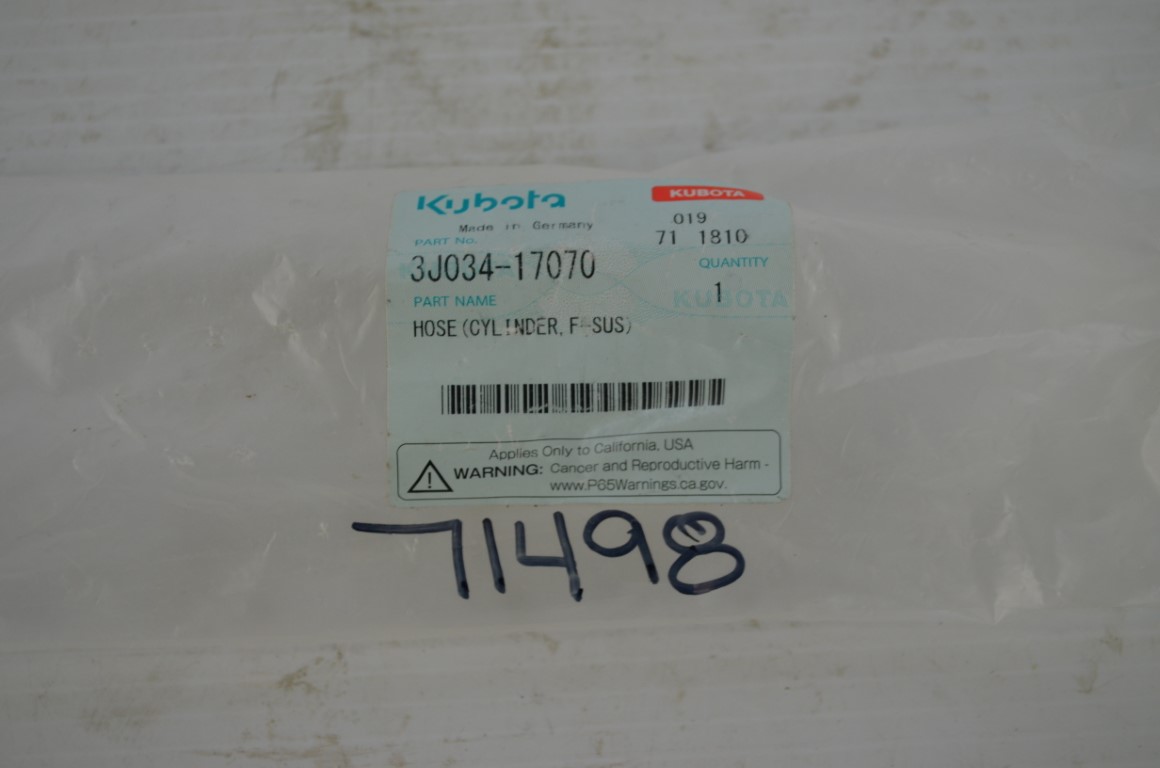 Kubota
KUBOTA
Made in Germany
019
PART No.
71 1810
3J034-17070
QUANTITY
1
KUBOTA
PART NAME
HOSE(CYLINDER,F-SUS)
Applies Only to California, USA
WARNING: Cancer and Reproductive Harm -
www.P65Warnings.ca.gov.
71498